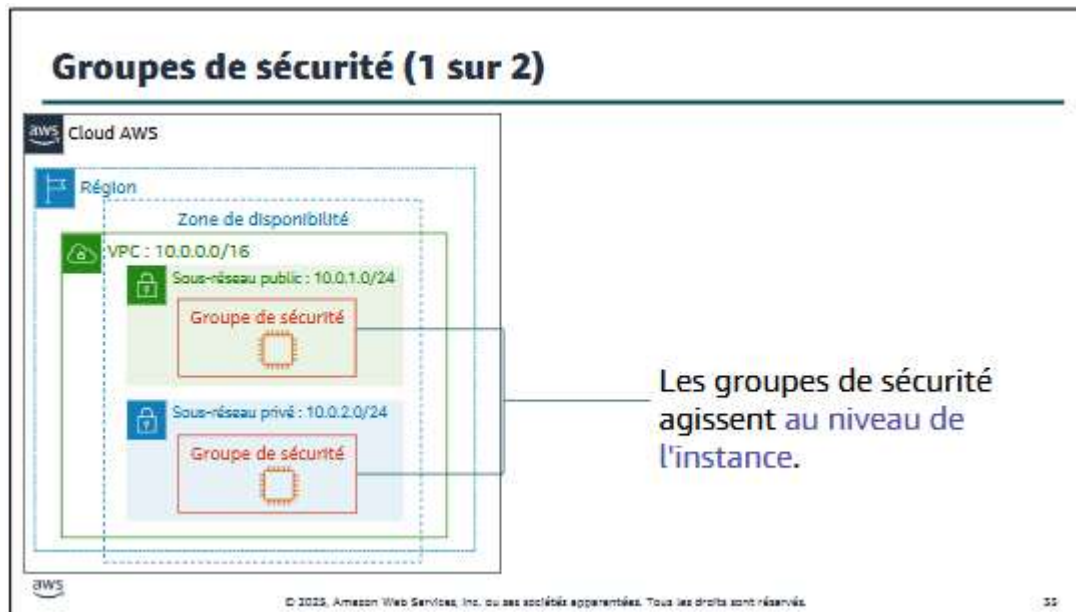 Groupes de sécurité (1 sur 2)
aws
Cloud AWS
Région
Zone de disponibilité
VPC : 10.0.0.0/16
Sous-réseau public : 10.0.1.0/24
Groupe de sécurité
Sous-réseau privé : 10.0.2.0/24
Groupe de sécurité
Les groupes de sécurité
agissent au niveau de
l'instance.
aws
© 2023, Amazon Web Services, Inc. ou ses sociétés apparentées. Tous les droits sont réservés.
33